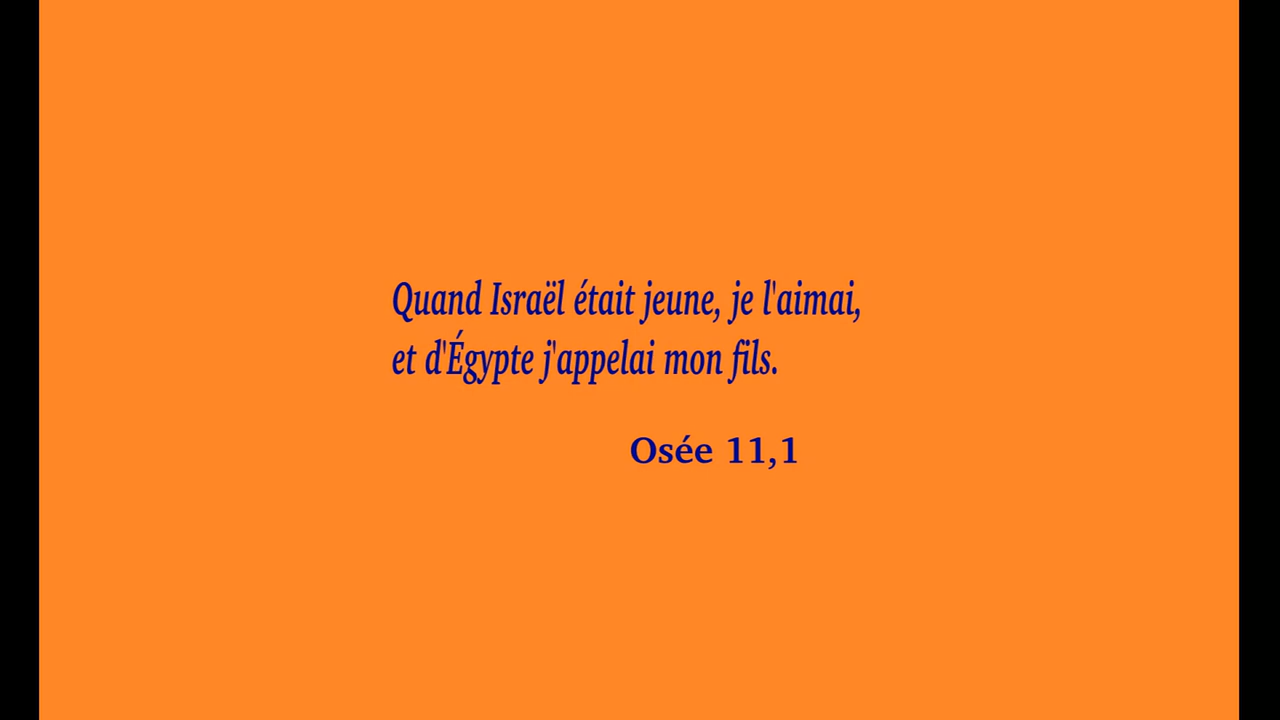 Quand Israël était jeune, je l'aimai,
et d'Égypte j'appelai mon fils.
Osée 11,1